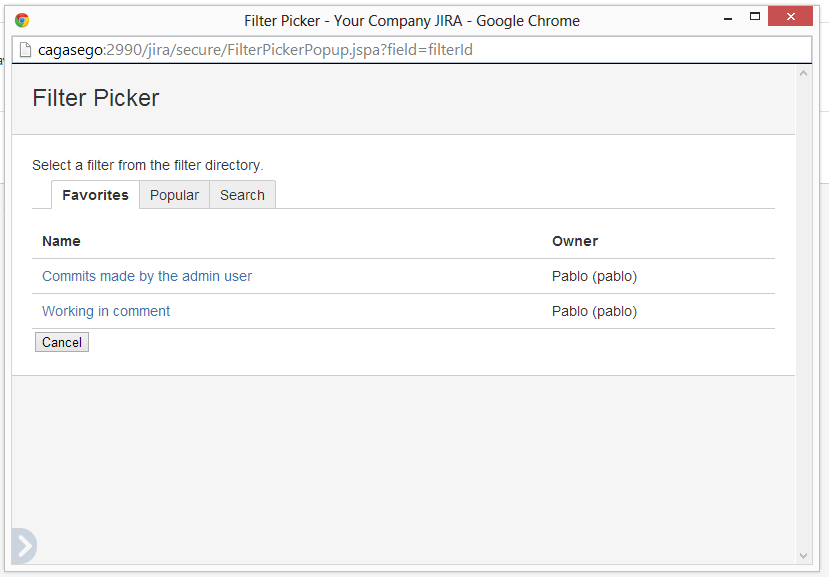 Filter Picker - Your Company JIRA - Google Chrome
cagasego:2990/jira/secure/FilterPickerPopup.jspa?field=filterId
Filter Picker
Select a filter from the filter directory.
Favorites Popular Search
Name Owner
Commits made by the admin user Pablo (pablo)
Working in comment Pablo (pablo)
Cancel